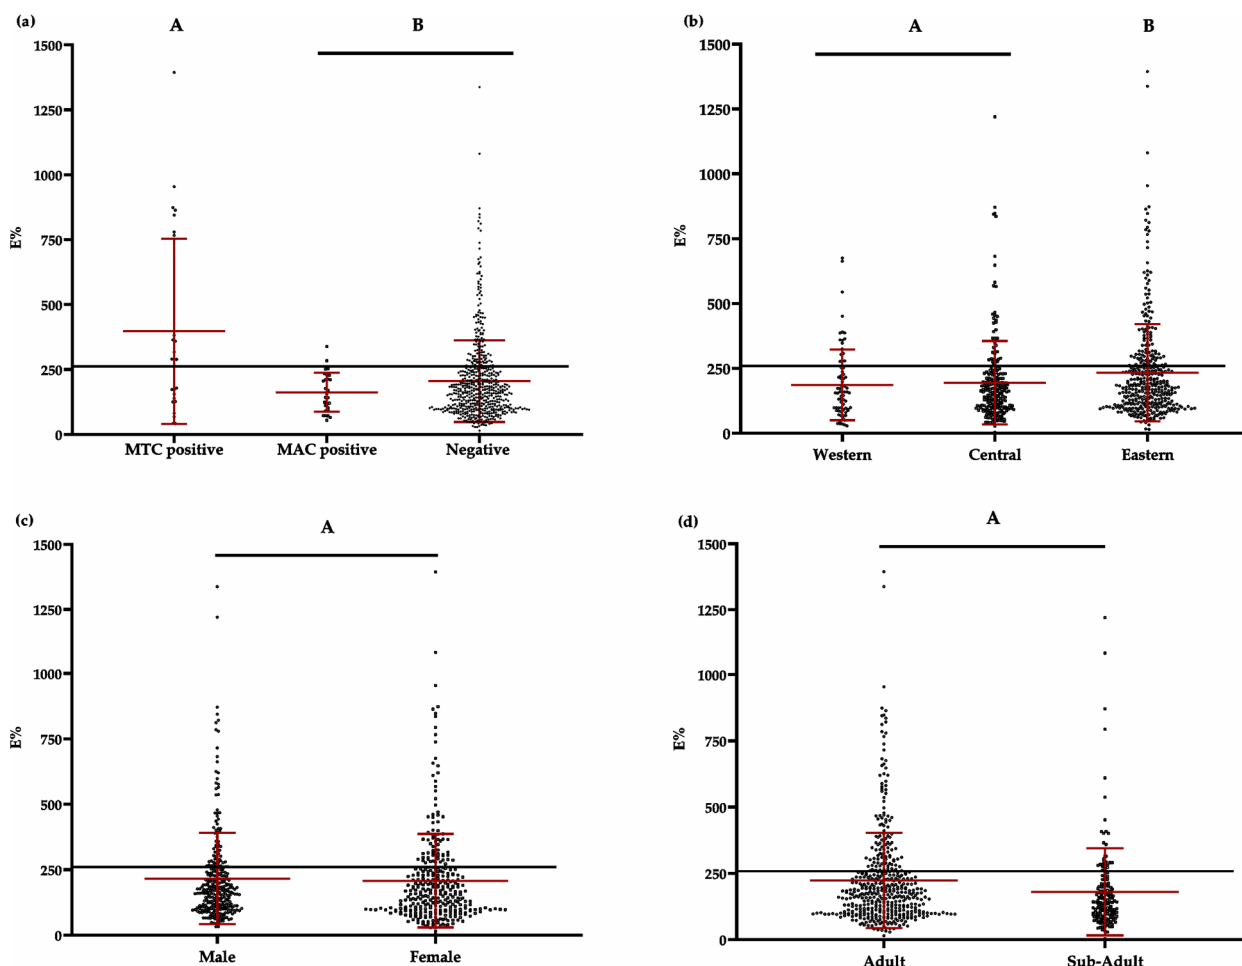 (a)
A
B
1500
1250
1000
750
500
250
0
E%
MTC positive
MAC positive
Negative
(b)
A
B
1500
1250
1000
750
500
250
0
E%
Western
Central
Eastern
(c)
A
1500
1250
1000
750
500
250
0
E%
Male
Female
(d)
A
1500
1250
1000
750
500
250
0
E%
Adult
Sub-Adult